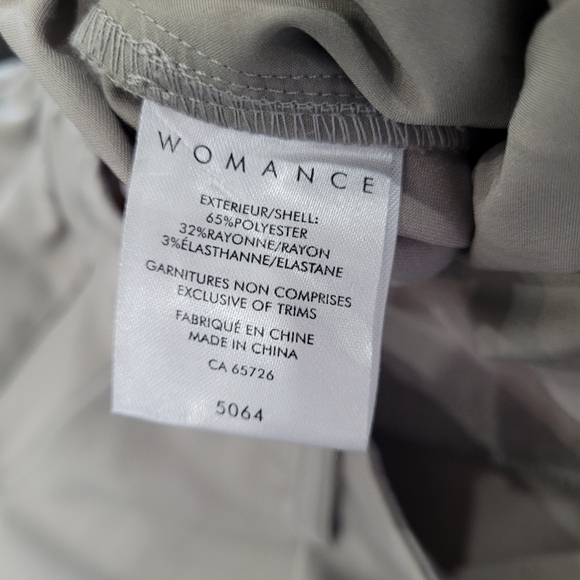 WOMANCE
EXTERIEUR/SHELL:
65%POLYESTER
32%RAYONNE/RAYON
3%ÉLASTHANNE/ELASTANE
GARNITURES NON COMPRISES
EXCLUSIVE OF TRIMS
FABRIQUÉ EN CHINE
MADE IN CHINA
CA 65726
5064